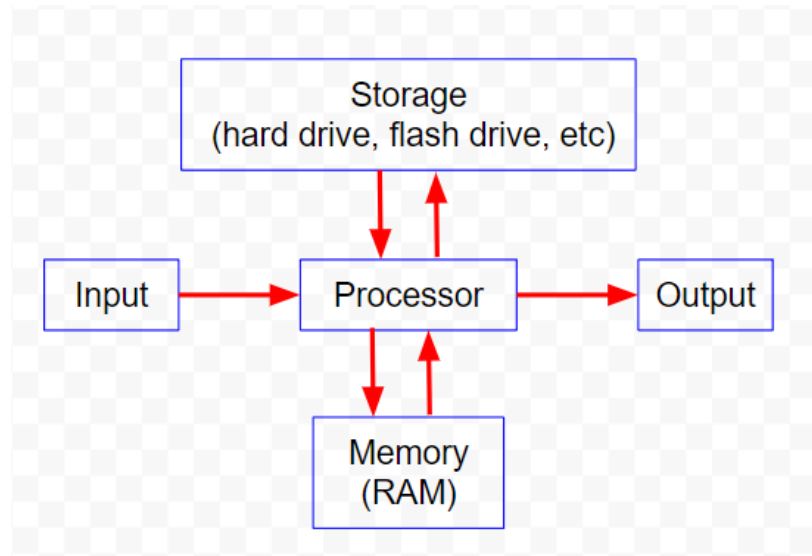 Storage
(hard drive, flash drive, etc)
Input
Processor
Output
Memory
(RAM)